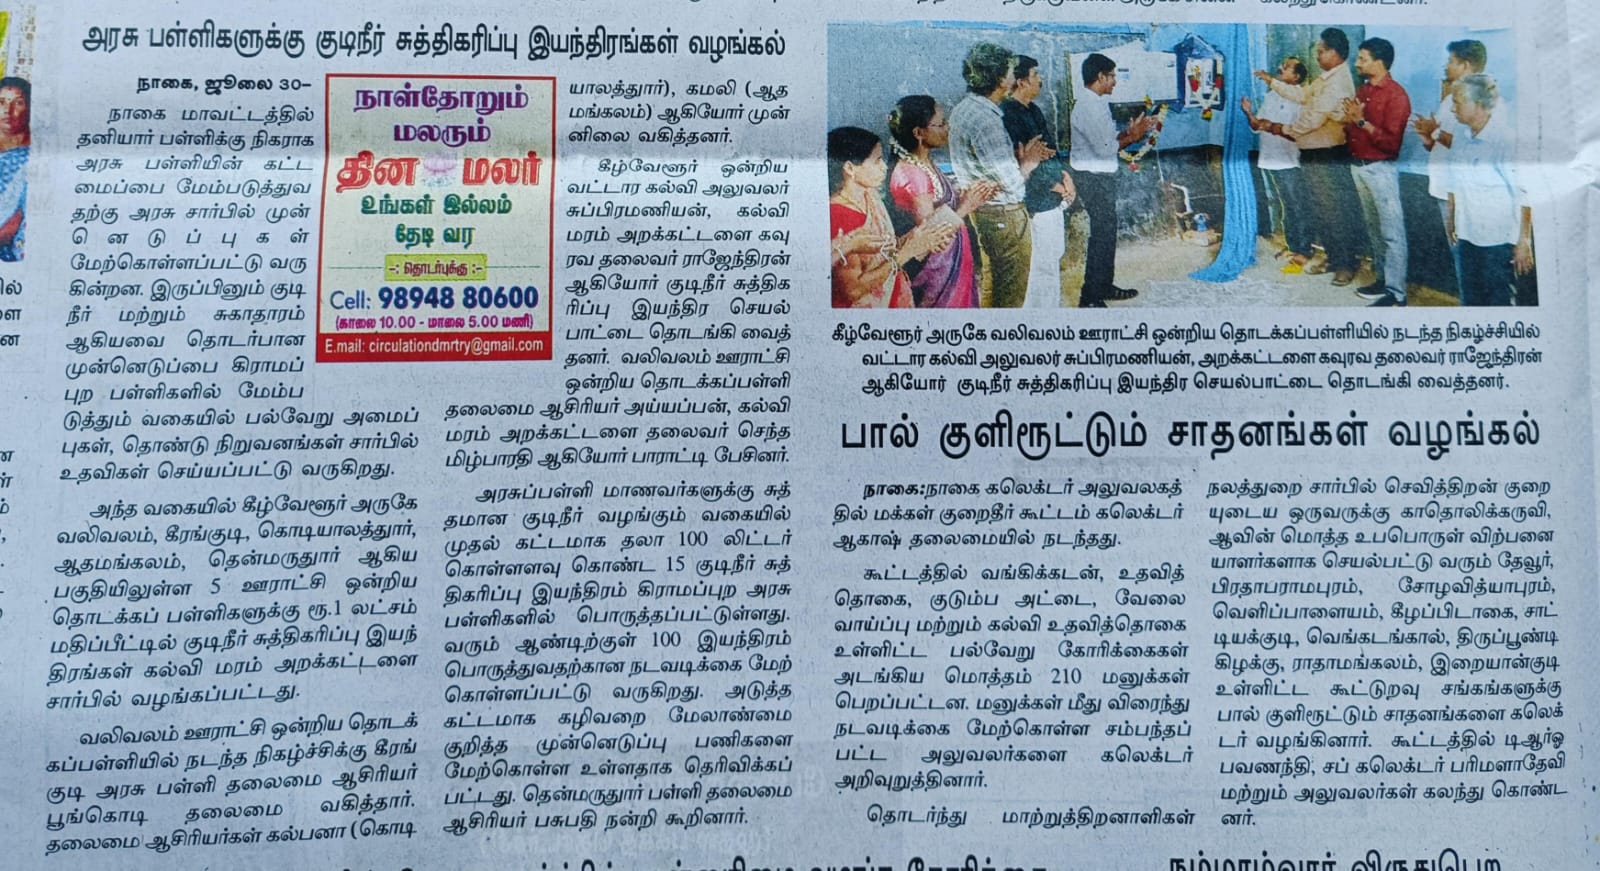 அரசு பள்ளிகளுக்கு குடிநீர் சுத்திகரிப்பு இயந்திரங்கள் வழங்கல்
நாகை, ஜூலை 30–
நாகை மாவட்டத்தில்
தனியார் பள்ளிக்கு நிகராக
அரசு பள்ளியின் கட்ட
மைப்பை மேம்படுத்துவ
தற்கு அரசு சார்பில் முன்
னெடுப்புகள்
மேற்கொள்ளப்பட்டு வரு
கின்றன. இருப்பினும் குடி
நீர் மற்றும் சுகாதாரம்
ஆகியவை தொடர்பான
முன்னெடுப்பை கிராமப்
புற பள்ளிகளில் மேம்ப
டுத்தும் வகையில் பல்வேறு அமைப்
புகள், தொண்டு நிறுவனங்கள் சார்பில்
உதவிகள் செய்யப்பட்டு வருகிறது.
அந்த வகையில் கீழ்வேளூர் அருகே
வலிவலம், கீரங்குடி, கொடியாலத்தூர்,
ஆதமங்கலம், தென்மருதூர் ஆகிய
பகுதியிலுள்ள 5 ஊராட்சி ஒன்றிய
தொடக்கப் பள்ளிகளுக்கு ரூ.1 லட்சம்
மதிப்பீட்டில் குடிநீர் சுத்திகரிப்பு இயந்
திரங்கள் கல்வி மரம் அறக்கட்டளை
சார்பில் வழங்கப்பட்டது.
வலிவலம் ஊராட்சி ஒன்றிய தொடக்
கப்பள்ளியில் நடந்த நிகழ்ச்சிக்கு கீரங்
குடி அரசு பள்ளி தலைமை ஆசிரியர்
பூங்கொடி தலைமை வகித்தார்.
தலைமை ஆசிரியர்கள் கல்பனா (கொடி
நாள்தோறும்
மலரும்
தின மலர்
உங்கள் இல்லம்
தேடி வர
-: தொடர்புக்கு :-
Cell: 98948 80600
(காலை 10.00 - மாலை 5.00 மணி)
E.mail: circulationdmrtry@gmail.com
யாலத்தூர்), கமலி (ஆத
மங்கலம்) ஆகியோர் முன்
னிலை வகித்தனர்.
கீழ்வேளூர் ஒன்றிய
வட்டார கல்வி அலுவலர்
சுப்பிரமணியன், கல்வி
மரம் அறக்கட்டளை கவு
ரவ தலைவர் ராஜேந்திரன்
ஆகியோர் குடிநீர் சுத்திக
ரிப்பு இயந்திர செயல்
பாட்டை தொடங்கி வைத்
தனர். வலிவலம் ஊராட்சி
ஒன்றிய தொடக்கப்பள்ளி
தலைமை ஆசிரியர் அய்யப்பன், கல்வி
மரம் அறக்கட்டளை தலைவர் செந்த
மிழ்பாரதி ஆகியோர் பாராட்டி பேசினர்.
அரசுப்பள்ளி மாணவர்களுக்கு சுத்
தமான குடிநீர் வழங்கும் வகையில்
முதல் கட்டமாக தலா 100 லிட்டர்
கொள்ளளவு கொண்ட 15 குடிநீர் சுத்
திகரிப்பு இயந்திரம் கிராமப்புற அரசு
பள்ளிகளில் பொருத்தப்பட்டுள்ளது.
வரும் ஆண்டிற்குள் 100 இயந்திரம்
பொருத்துவதற்கான நடவடிக்கை மேற்
கொள்ளப்பட்டு வருகிறது. அடுத்த
கட்டமாக கழிவறை மேலாண்மை
குறித்த முன்னெடுப்பு பணிகளை
மேற்கொள்ள உள்ளதாக தெரிவிக்கப்
பட்டது. தென்மருதூர் பள்ளி தலைமை
ஆசிரியர் பசுபதி நன்றி கூறினார்.
கீழ்வேளூர் அருகே வலிவலம் ஊராட்சி ஒன்றிய தொடக்கப்பள்ளியில் நடந்த நிகழ்ச்சியில்
வட்டார கல்வி அலுவலர் சுப்பிரமணியன், அறக்கட்டளை கவுரவ தலைவர் ராஜேந்திரன்
ஆகியோர் குடிநீர் சுத்திகரிப்பு இயந்திர செயல்பாட்டை தொடங்கி வைத்தனர்.
பால் குளிரூட்டும் சாதனங்கள் வழங்கல்
நாகை:நாகை கலெக்டர் அலுவலகத்
தில் மக்கள் குறைதீர் கூட்டம் கலெக்டர்
ஆகாஷ் தலைமையில் நடந்தது.
கூட்டத்தில் வங்கிக்கடன், உதவித்
தொகை, குடும்ப அட்டை, வேலை
வாய்ப்பு மற்றும் கல்வி உதவித்தொகை
உள்ளிட்ட பல்வேறு கோரிக்கைகள்
அடங்கிய மொத்தம் 210 மனுக்கள்
பெறப்பட்டன. மனுக்கள் மீது விரைந்து
நடவடிக்கை மேற்கொள்ள சம்பந்தப்
பட்ட அலுவலர்களை கலெக்டர்
அறிவுறுத்தினார்.
தொடர்ந்து மாற்றுத்திறனாளிகள்
நலத்துறை சார்பில் செவித்திறன் குறை
யுடைய ஒருவருக்கு காதொலிக்கருவி,
ஆவின் மொத்த உபபொருள் விற்பனை
யாளர்களாக செயல்பட்டு வரும் தேவூர்,
பிரதாபராமபுரம், சோழவித்யாபுரம்,
வெளிப்பாளையம், கீழப்பிடாகை, சாட்
டியக்குடி, வெங்கடங்கால், திருப்பூண்டி
கிழக்கு, ராதாமங்கலம், இறையான்குடி
உள்ளிட்ட கூட்டுறவு சங்கங்களுக்கு
பால் குளிரூட்டும் சாதனங்களை கலெக்
டர் வழங்கினார். கூட்டத்தில் டிஆர்ஓ
பவணந்தி, சப் கலெக்டர் பரிமளாதேவி
மற்றும் அலுவலர்கள் கலந்து கொண்ட
னர்.